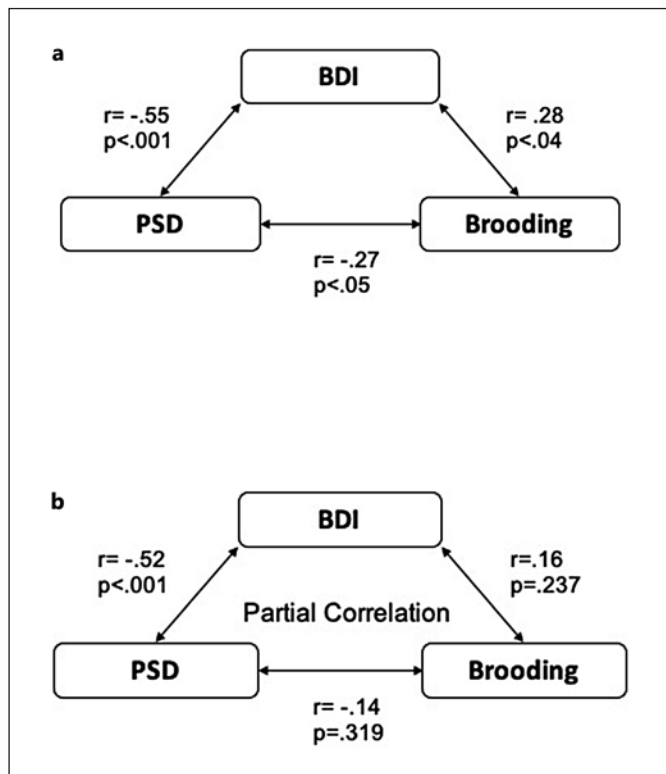 a
BDI
r= -.55
p<.001
r= .28
p<.04
PSD
Brooding
r= -.27
p<.05
b
BDI
r= -.52
p<.001
r=.16
p=.237
Partial Correlation
PSD
Brooding
r= -.14
p=.319